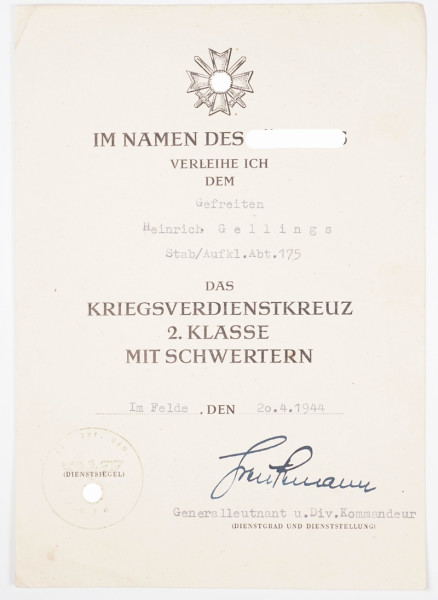 IM NAMEN DES
VERLEIHE ICH
DEM
Gefreiten
Heinrich Gellings
Stab/Aufkl.Abt.175
DAS
KRIEGSVERDIENSTKREUZ
2. KLASSE
MIT SCHWERTERN
Im Felde , DEN 20.4.1944
(DIENSTSIEGEL)
Generalleutnant u.Div.Kommandeur
(DIENSTGRAD UND DIENSTSTELLUNG)